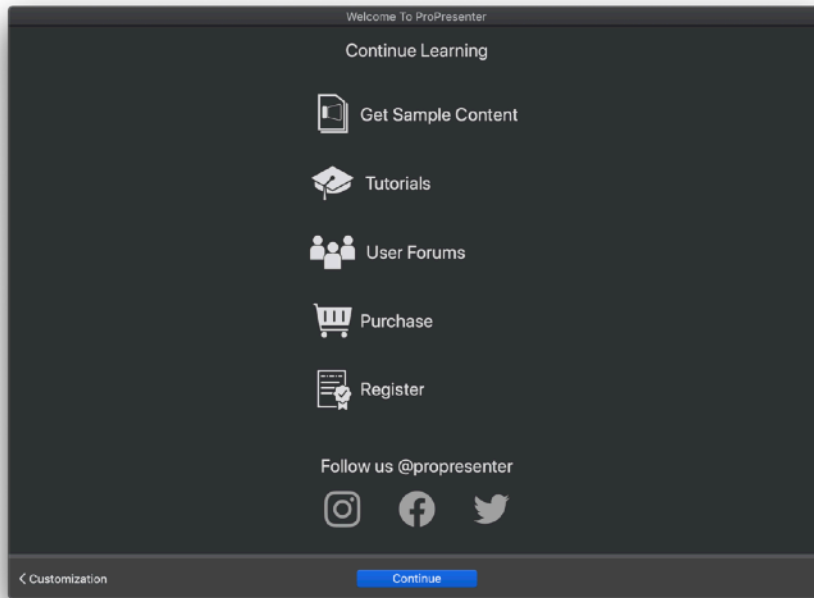 Welcome To ProPresenter
Continue Learning
Get Sample Content
Tutorials
User Forums
Purchase
Register
Follow us @propresenter
Customization
Continue